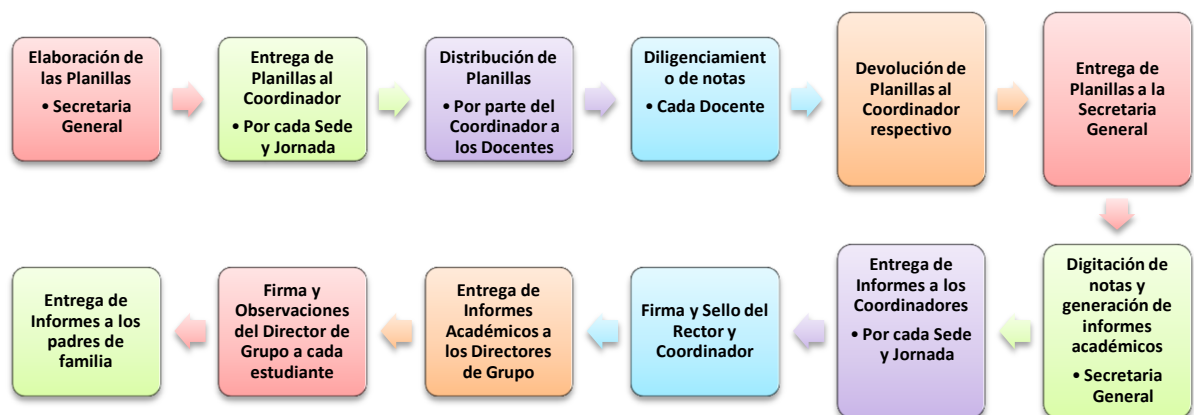 Elaboración de
las Planillas
• Secretaria
General
Entrega de
Planillas al
Coordinador
• Por cada Sede
y Jornada
Distribución de
Planillas
• Por parte del
Coordinador a
los Docentes
Diligenciamient
o de notas
• Cada Docente
Devolución de
Planillas al
Coordinador
respectivo
Entrega de
Planillas a la
Secretaria
General
Digitación de
notas y
generación de
informes
académicos
• Secretaria
General
Entrega de
Informes a los
Coordinadores
• Por cada Sede
y Jornada
Firma y Sello del
Rector y
Coordinador
Entrega de
Informes
Académicos a
los Directores
de Grupo
Firma y
Observaciones
del Director de
Grupo a cada
estudiante
Entrega de
Informes a los
padres de
familia